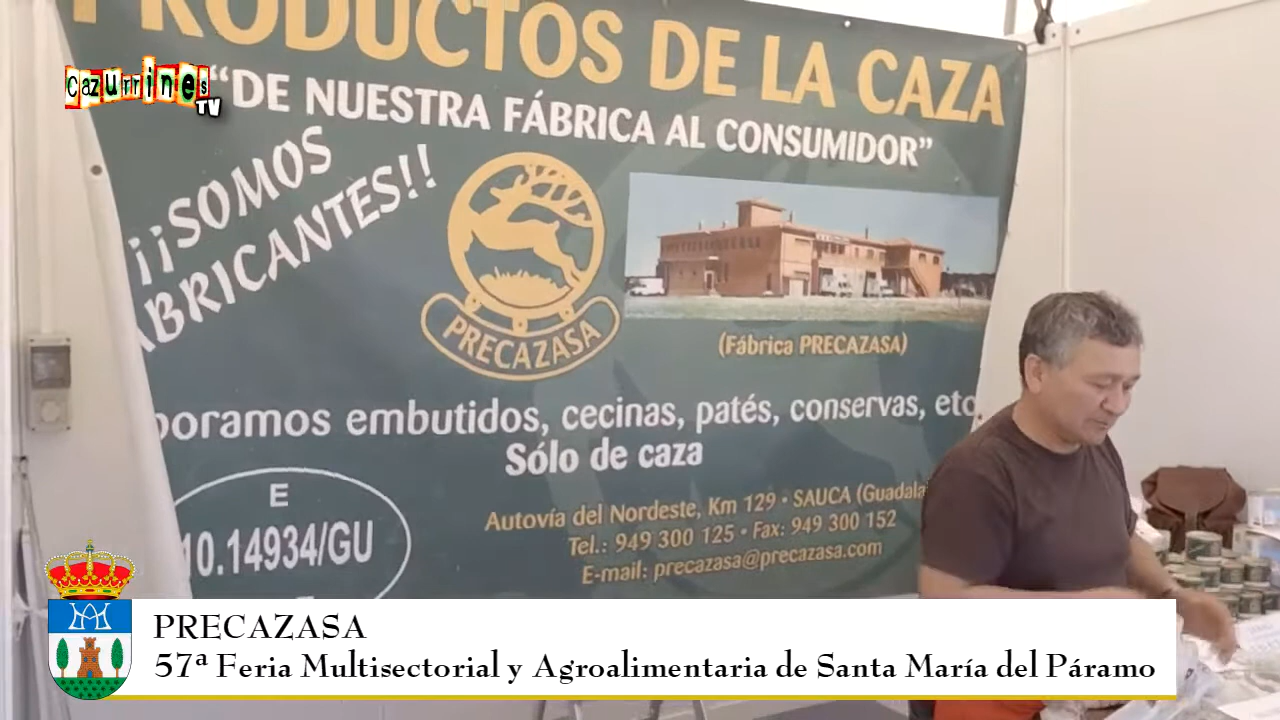 PRODUCTOS DE LA CAZA
Cazurrines TV
“DE NUESTRA FÁBRICA AL CONSUMIDOR”
¡¡SOMOS
ABRICANTES!!
PRECAZASA
(Fábrica PRECAZASA)
boramos embutidos, cecinas, patés, conservas, etc
Sólo de caza
E
10.14934/GU
Autovía del Nordeste, Km 129 • SAUCA (Guadala
Tel.: 949 300 125 • Fax: 949 300 152
E-mail: precazasa@precazasa.com
PRECAZASA
57ª Feria Multisectorial y Agroalimentaria de Santa María del Páramo